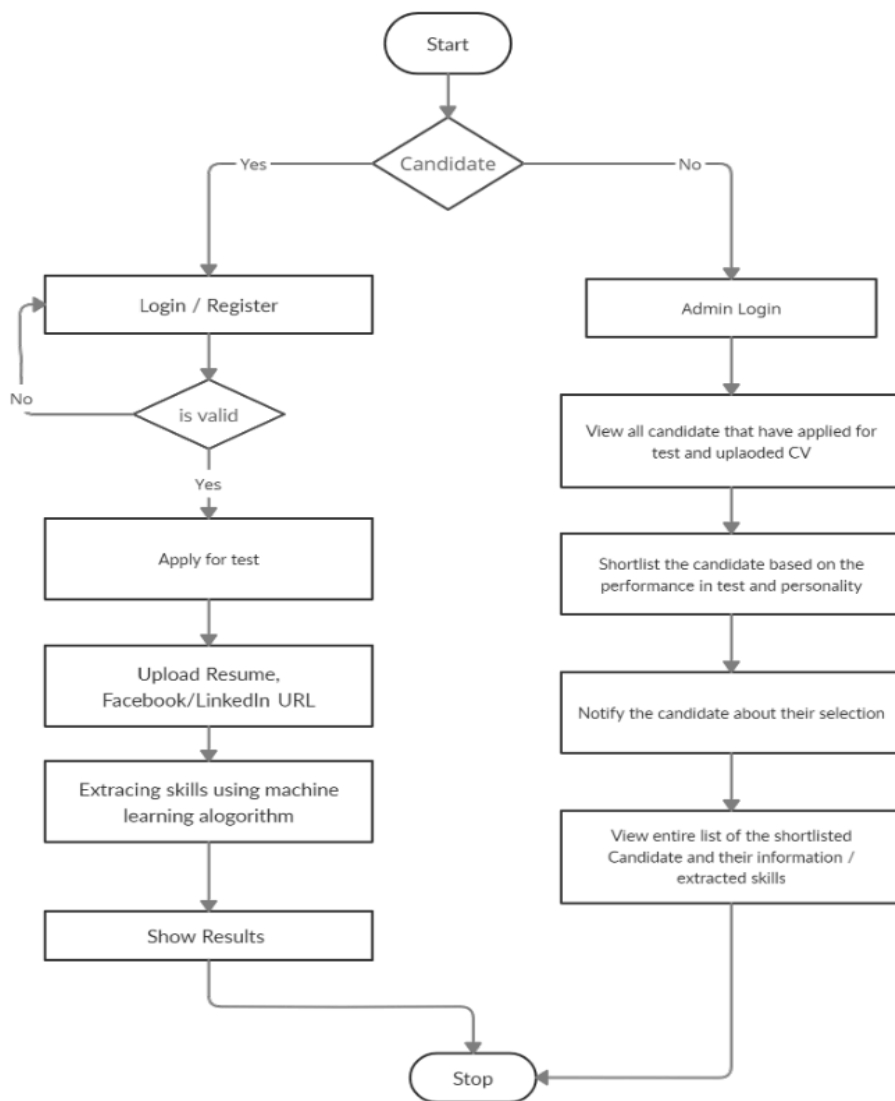 Start
Candidate
Yes
No
Login / Register
Admin Login
No
is valid
View all candidate that have applied for
test and uplaoded CV
Yes
Apply for test
Shortlist the candidate based on the
performance in test and personality
Upload Resume,
Facebook/LinkedIn URL
Notify the candidate about their selection
Extracing skills using machine
learning alogorithm
View entire list of the shortlisted
Candidate and their information /
extracted skills
Show Results
Stop